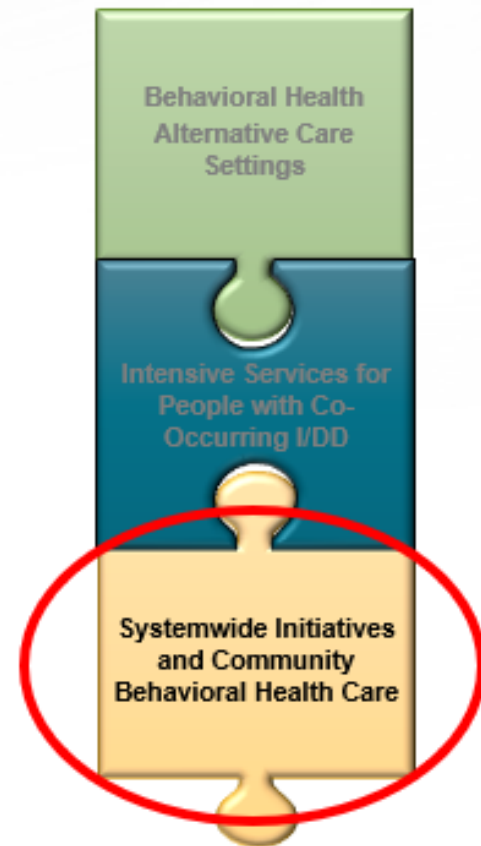 Behavioral Health
Alternative Care
Settings
Intensive Services for
People with Co-
Occurring I/DD
Systemwide Initiatives
and Community
Behavioral Health Care